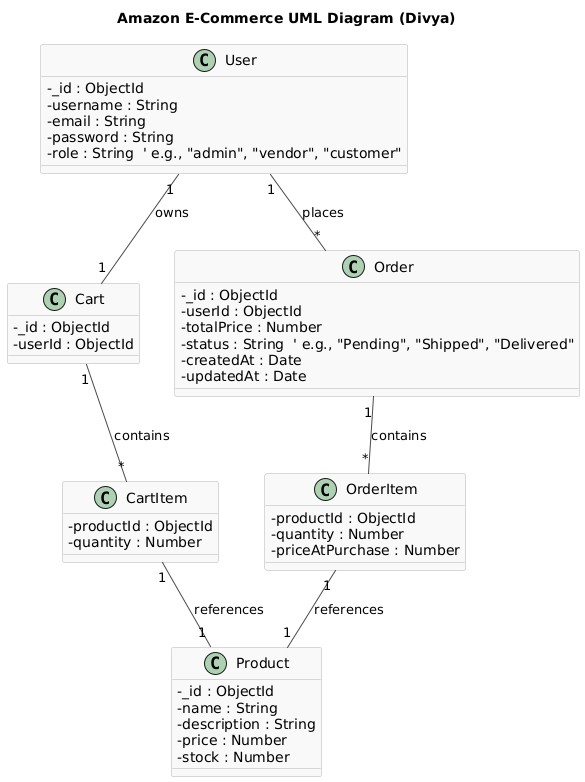 Amazon E-Commerce UML Diagram (Divya)
C User
-_id : ObjectId
-username : String
-email : String
-password : String
-role : String  ' e.g., "admin", "vendor", "customer"
1
1
owns
places
1
*
C Cart
-_id : ObjectId
-userId : ObjectId
C Order
-_id : ObjectId
-userId : ObjectId
-totalPrice : Number
-status : String  ' e.g., "Pending", "Shipped", "Delivered"
-createdAt : Date
-updatedAt : Date
1
1
contains
contains
*
*
C CartItem
-productId : ObjectId
-quantity : Number
C OrderItem
-productId : ObjectId
-quantity : Number
-priceAtPurchase : Number
1
1
references
references
1
1
C Product
-_id : ObjectId
-name : String
-description : String
-price : Number
-stock : Number